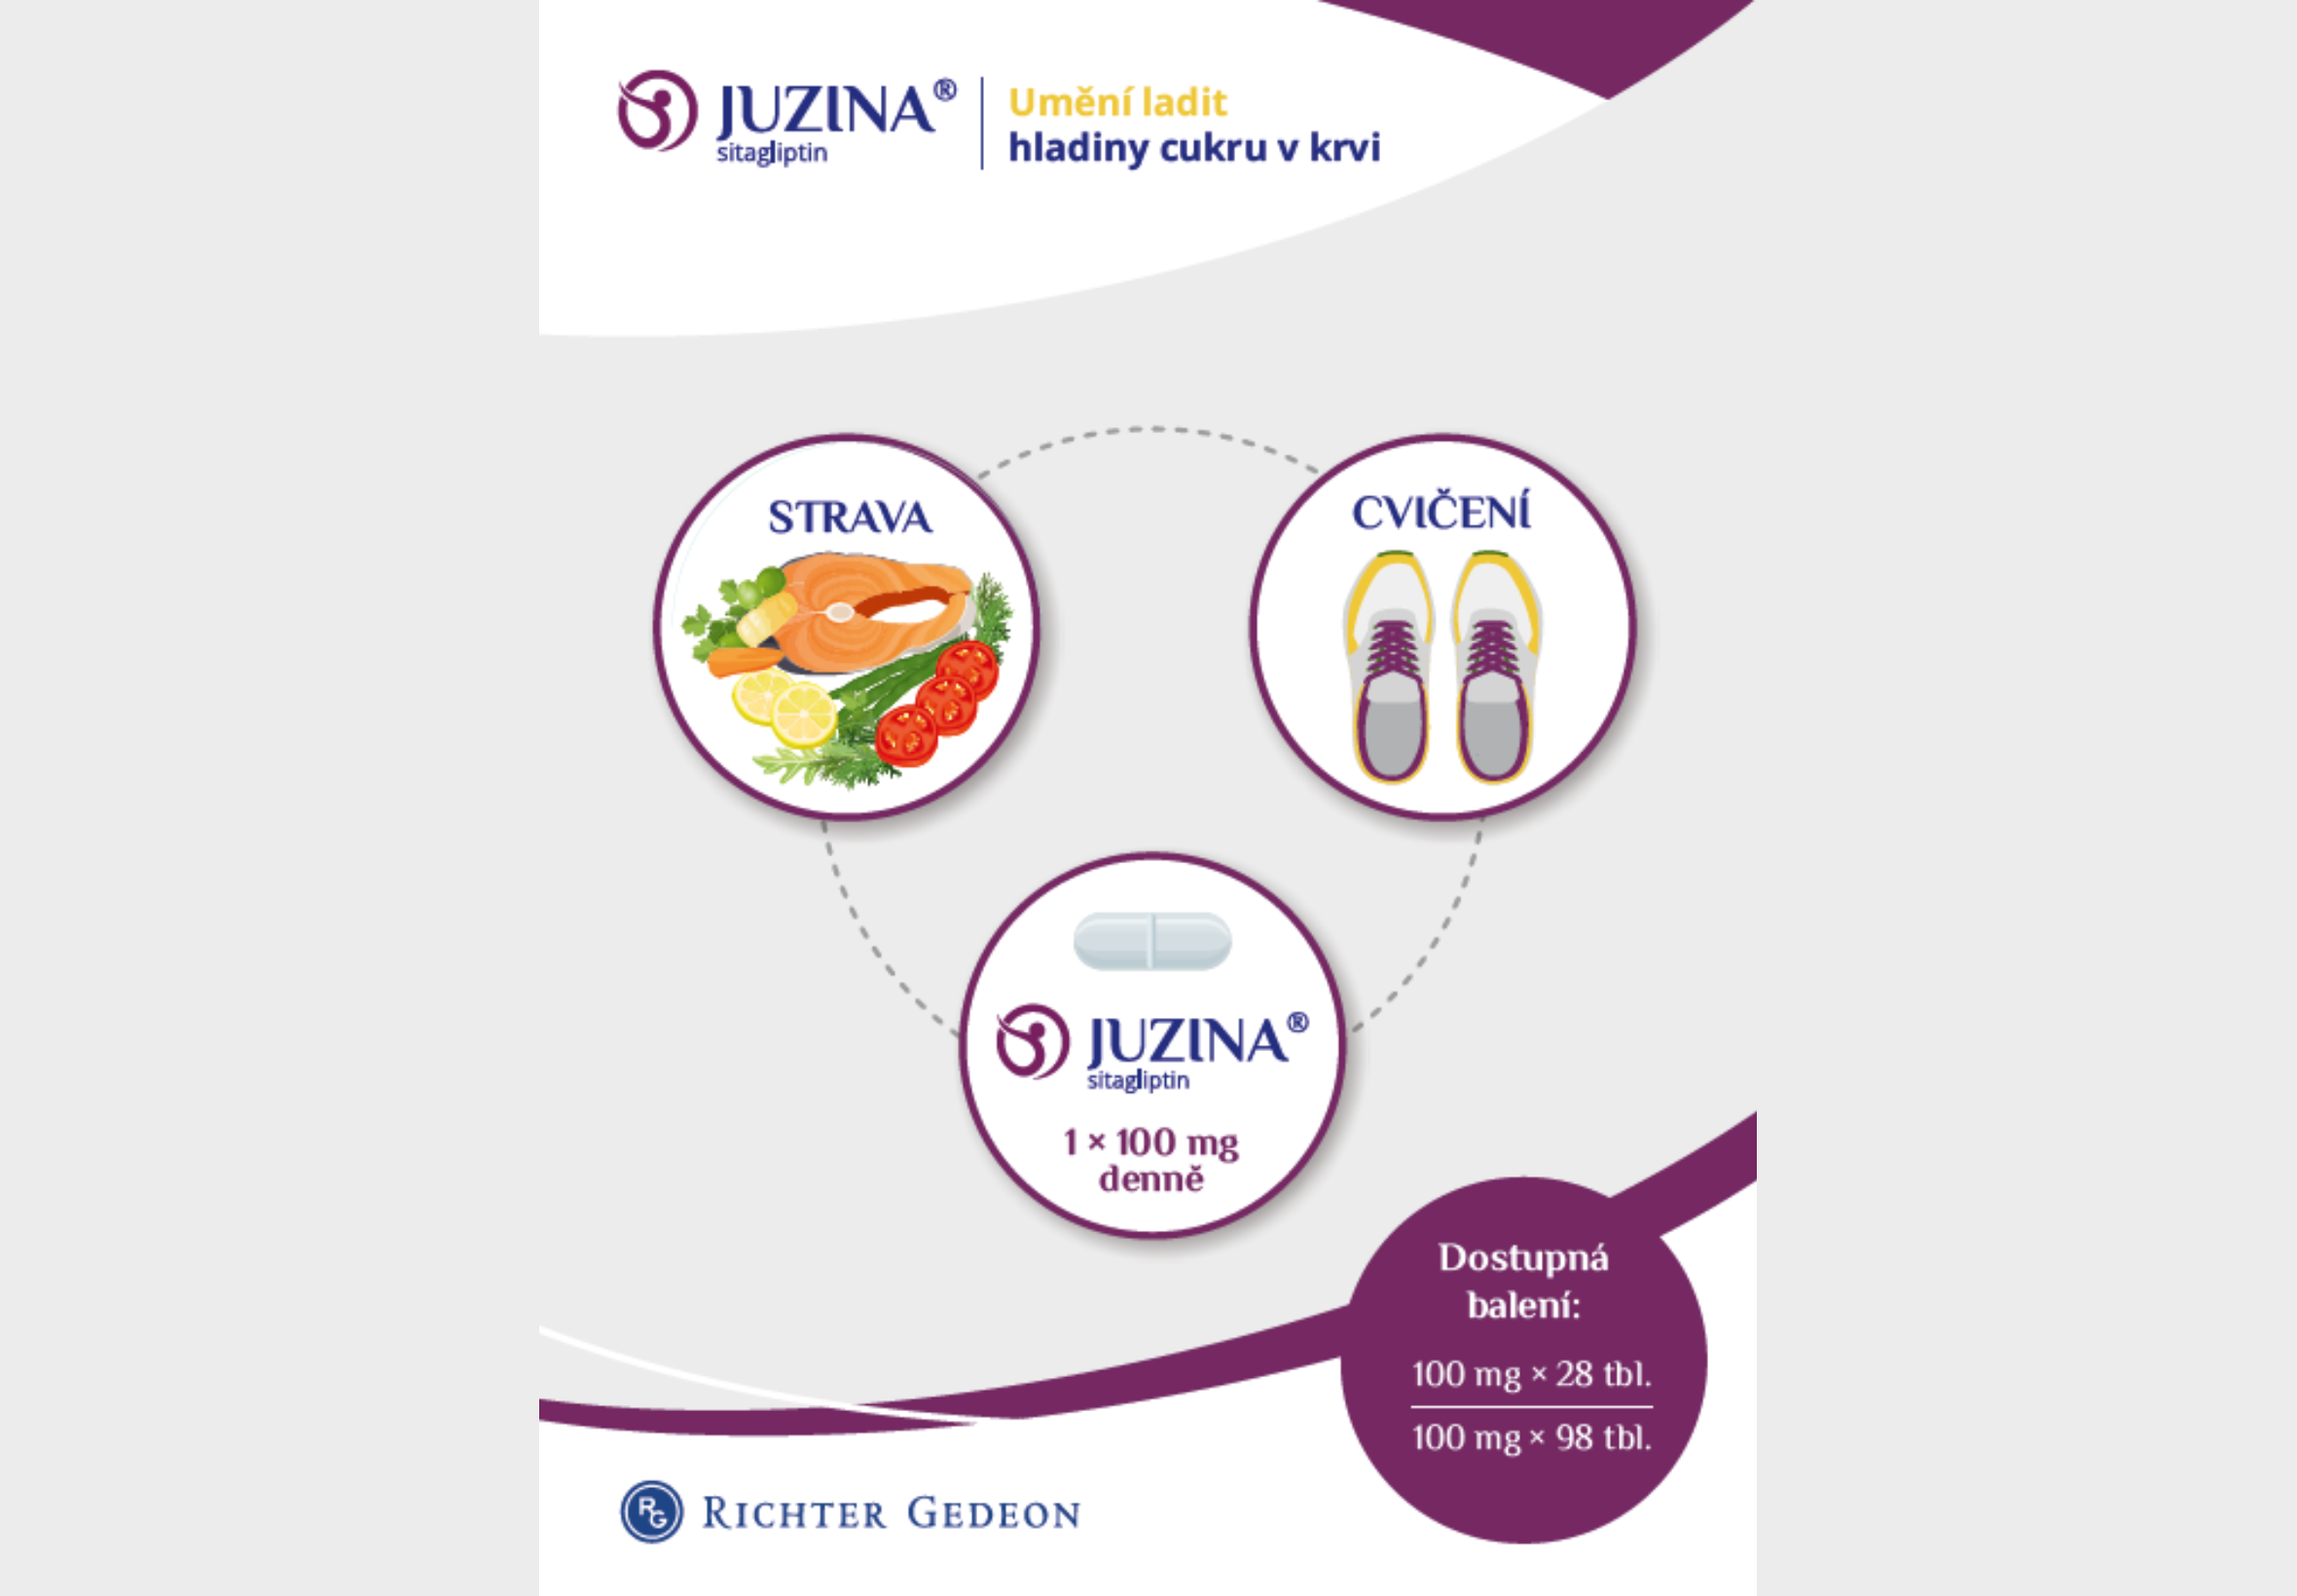 JUZINA®
sitagliptin
Umění ladit
hladiny cukru v krvi
STRAVA
CVIČENÍ
JUZINA®
sitagliptin
1 × 100 mg
denně
Dostupná
balení:
100 mg × 28 tbl.
100 mg × 98 tbl.
RG RICHTER GEDEON